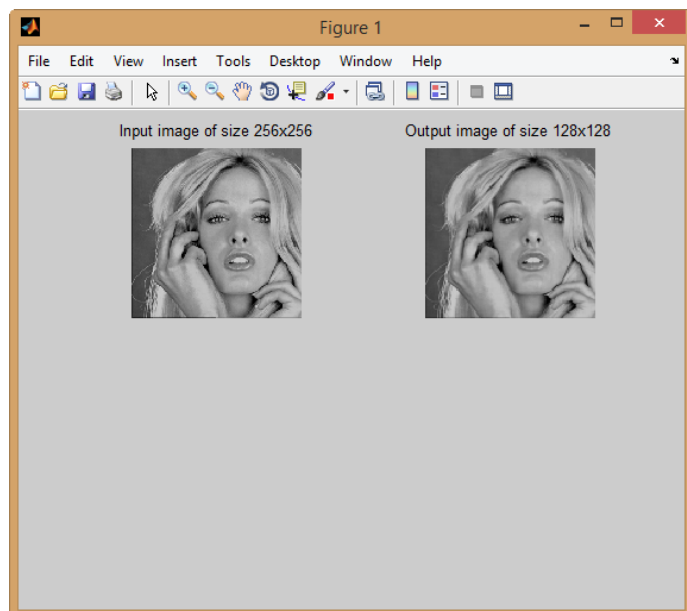 Figure 1
File Edit View Insert Tools Desktop Window Help
Input image of size 256x256
Output image of size 128x128